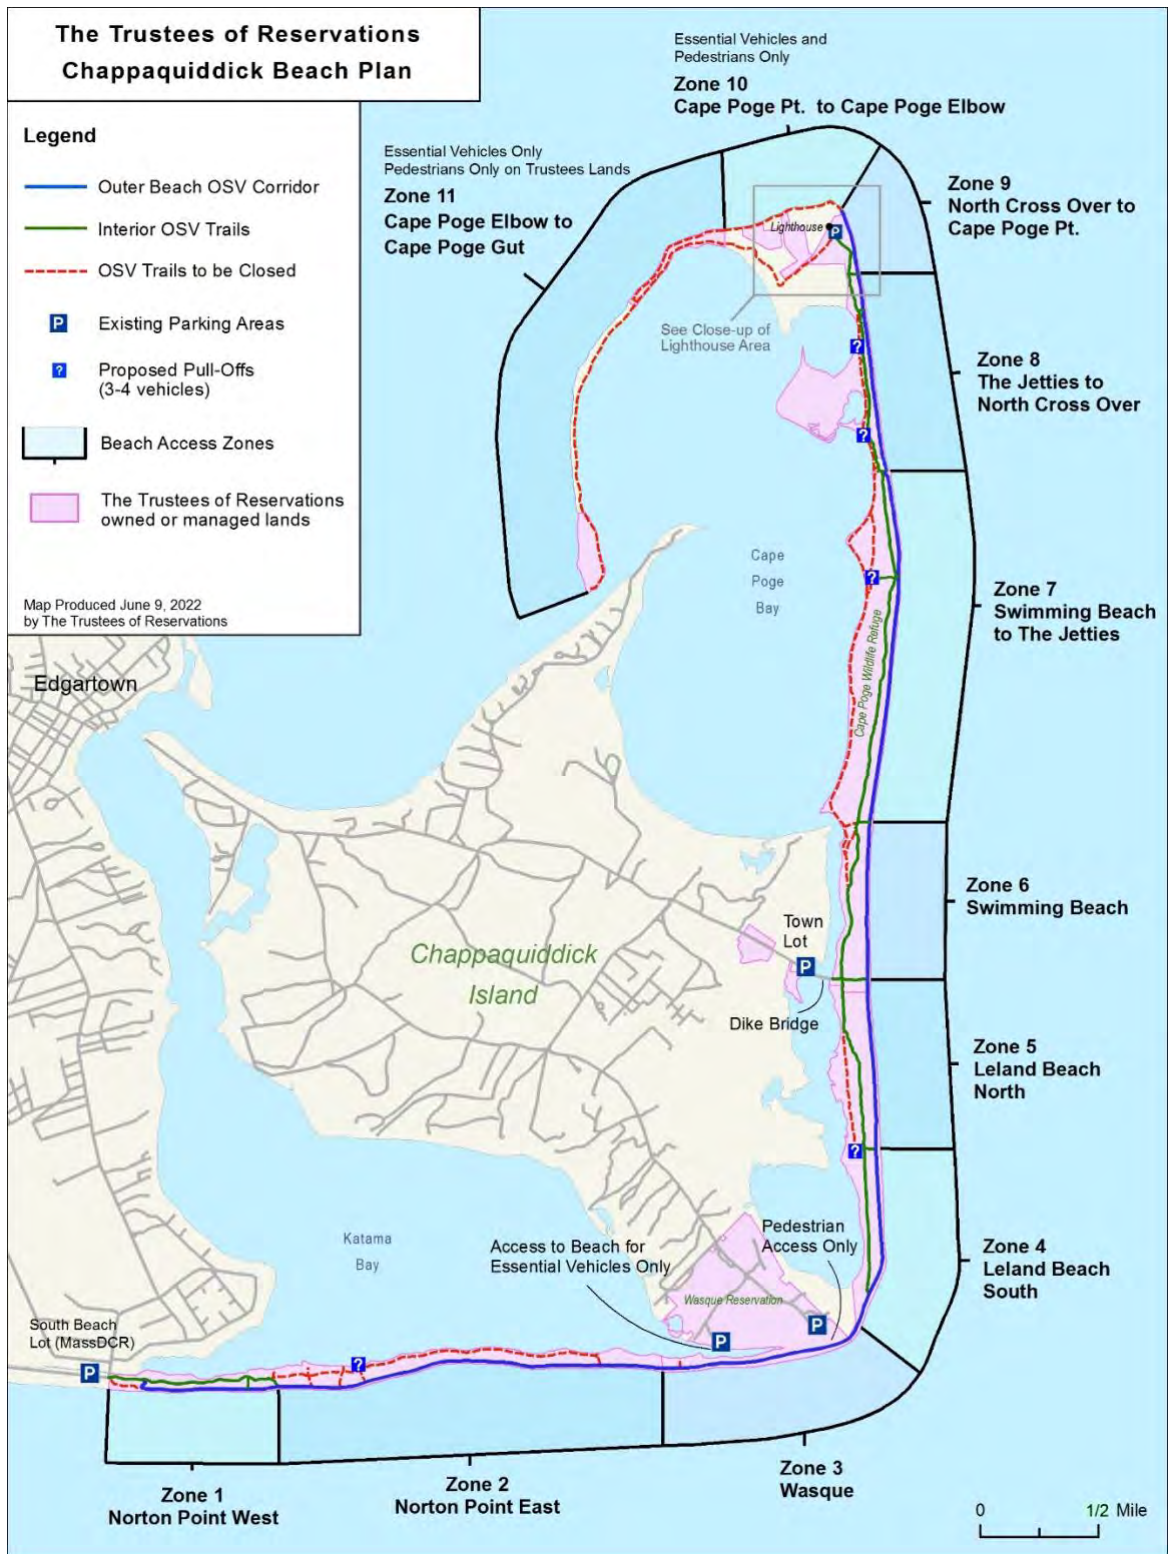 The Trustees of Reservations
Chappaquiddick Beach Plan
Legend
Outer Beach OSV Corridor
Interior OSV Trails
OSV Trails to be Closed
P
Existing Parking Areas
?
Proposed Pull-Offs
(3-4 vehicles)
Beach Access Zones
The Trustees of Reservations
owned or managed lands
Map Produced June 9, 2022
by The Trustees of Reservations
Essential Vehicles and
Pedestrians Only
Zone 10
Cape Poge Pt. to Cape Poge Elbow
Essential Vehicles Only
Pedestrians Only on Trustees Lands
Zone 11
Cape Poge Elbow to
Cape Poge Gut
Zone 9
North Cross Over to
Cape Poge Pt.
Lighthouse
P
See Close-up of
Lighthouse Area
?
Zone 8
The Jetties to
North Cross Over
?
Cape
Poge
Bay
?
Zone 7
Swimming Beach
to The Jetties
Cape Poge Wildlife Refuge
Edgartown
Zone 6
Swimming Beach
Town
Lot
P
Chappaquiddick
Island
Dike Bridge
Zone 5
Leland Beach
North
?
Katama
Bay
Access to Beach for
Essential Vehicles Only
Pedestrian
Access Only
Zone 4
Leland Beach
South
Wasque Reservation
P
P
South Beach
Lot (MassDCR)
P
?
Zone 1
Norton Point West
Zone 2
Norton Point East
Zone 3
Wasque
0
1/2 Mile